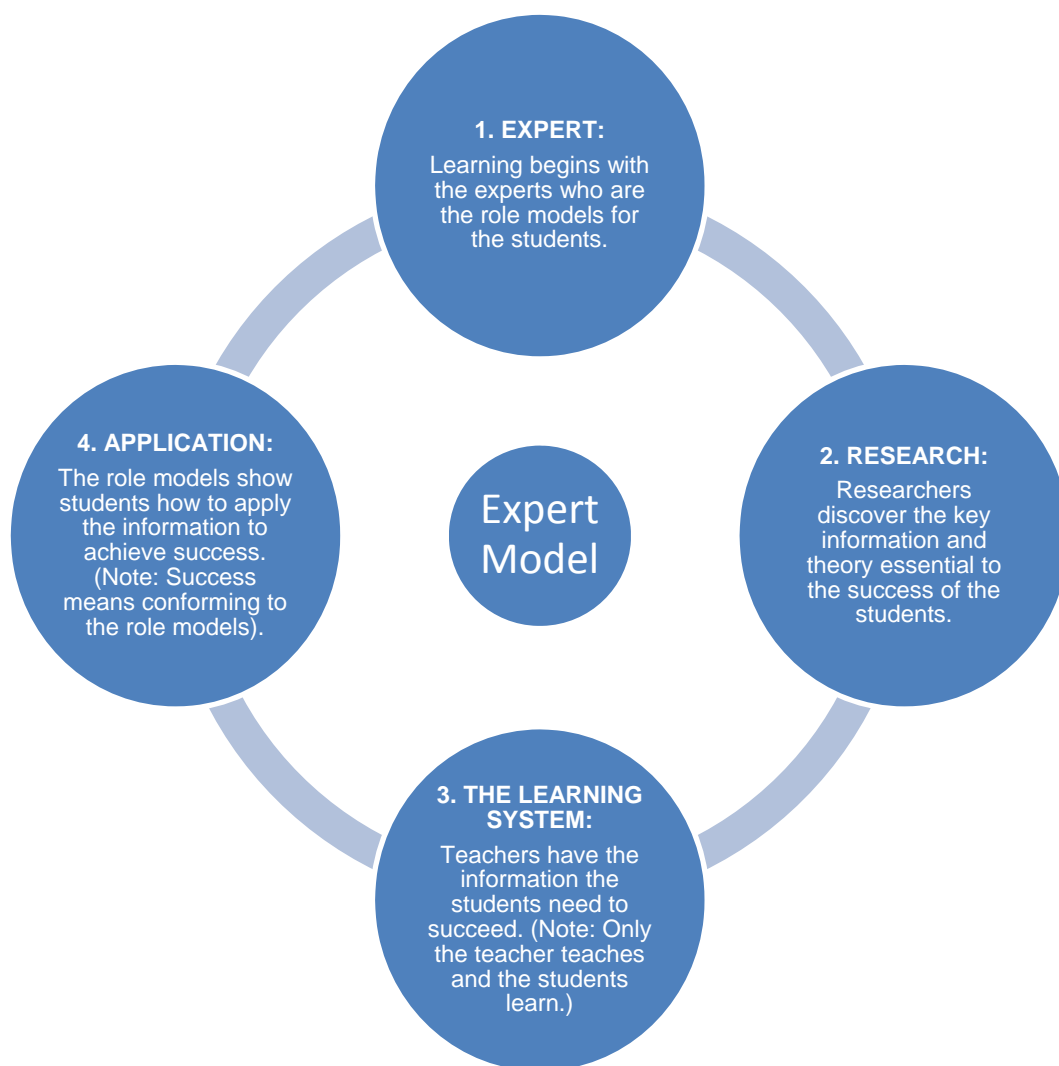 1. EXPERT:
Learning begins with
the experts who are
the role models for
the students.
2. RESEARCH:
Researchers
discover the key
information and
theory essential to
the success of the
students.
3. THE LEARNING
SYSTEM:
Teachers have the
information the
students need to
succeed. (Note: Only
the teacher teaches
and the students
learn.)
4. APPLICATION:
The role models show
students how to apply
the information to
achieve success.
(Note: Success
means conforming to
the role models).
Expert
Model